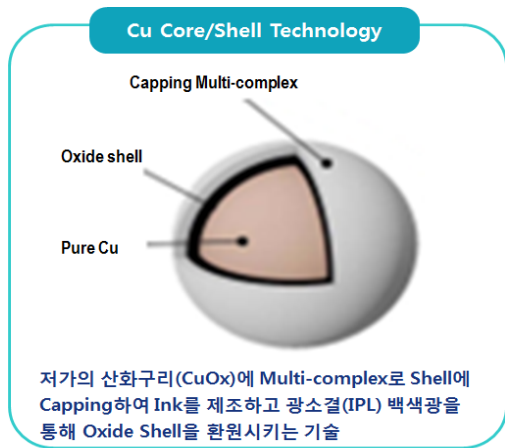 Cu Core/Shell Technology
Capping Multi-complex
Oxide shell
Pure Cu
저가의 산화구리(CuOx)에 Multi-complex로 Shell에
Capping하여 Ink를 제조하고 광소결(IPL) 백색광을
통해 Oxide Shell을 환원시키는 기술